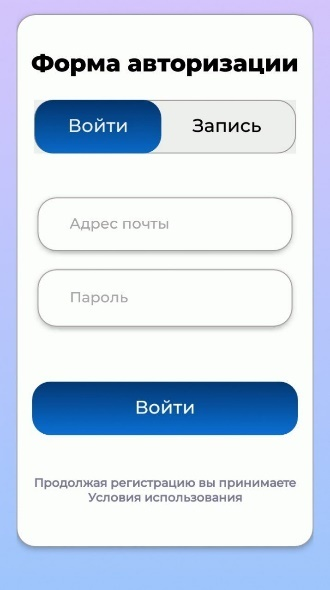 Форма авторизации
Войти
Запись
Адрес почты
Пароль
Войти
Продолжая регистрацию вы принимаете
Условия использования